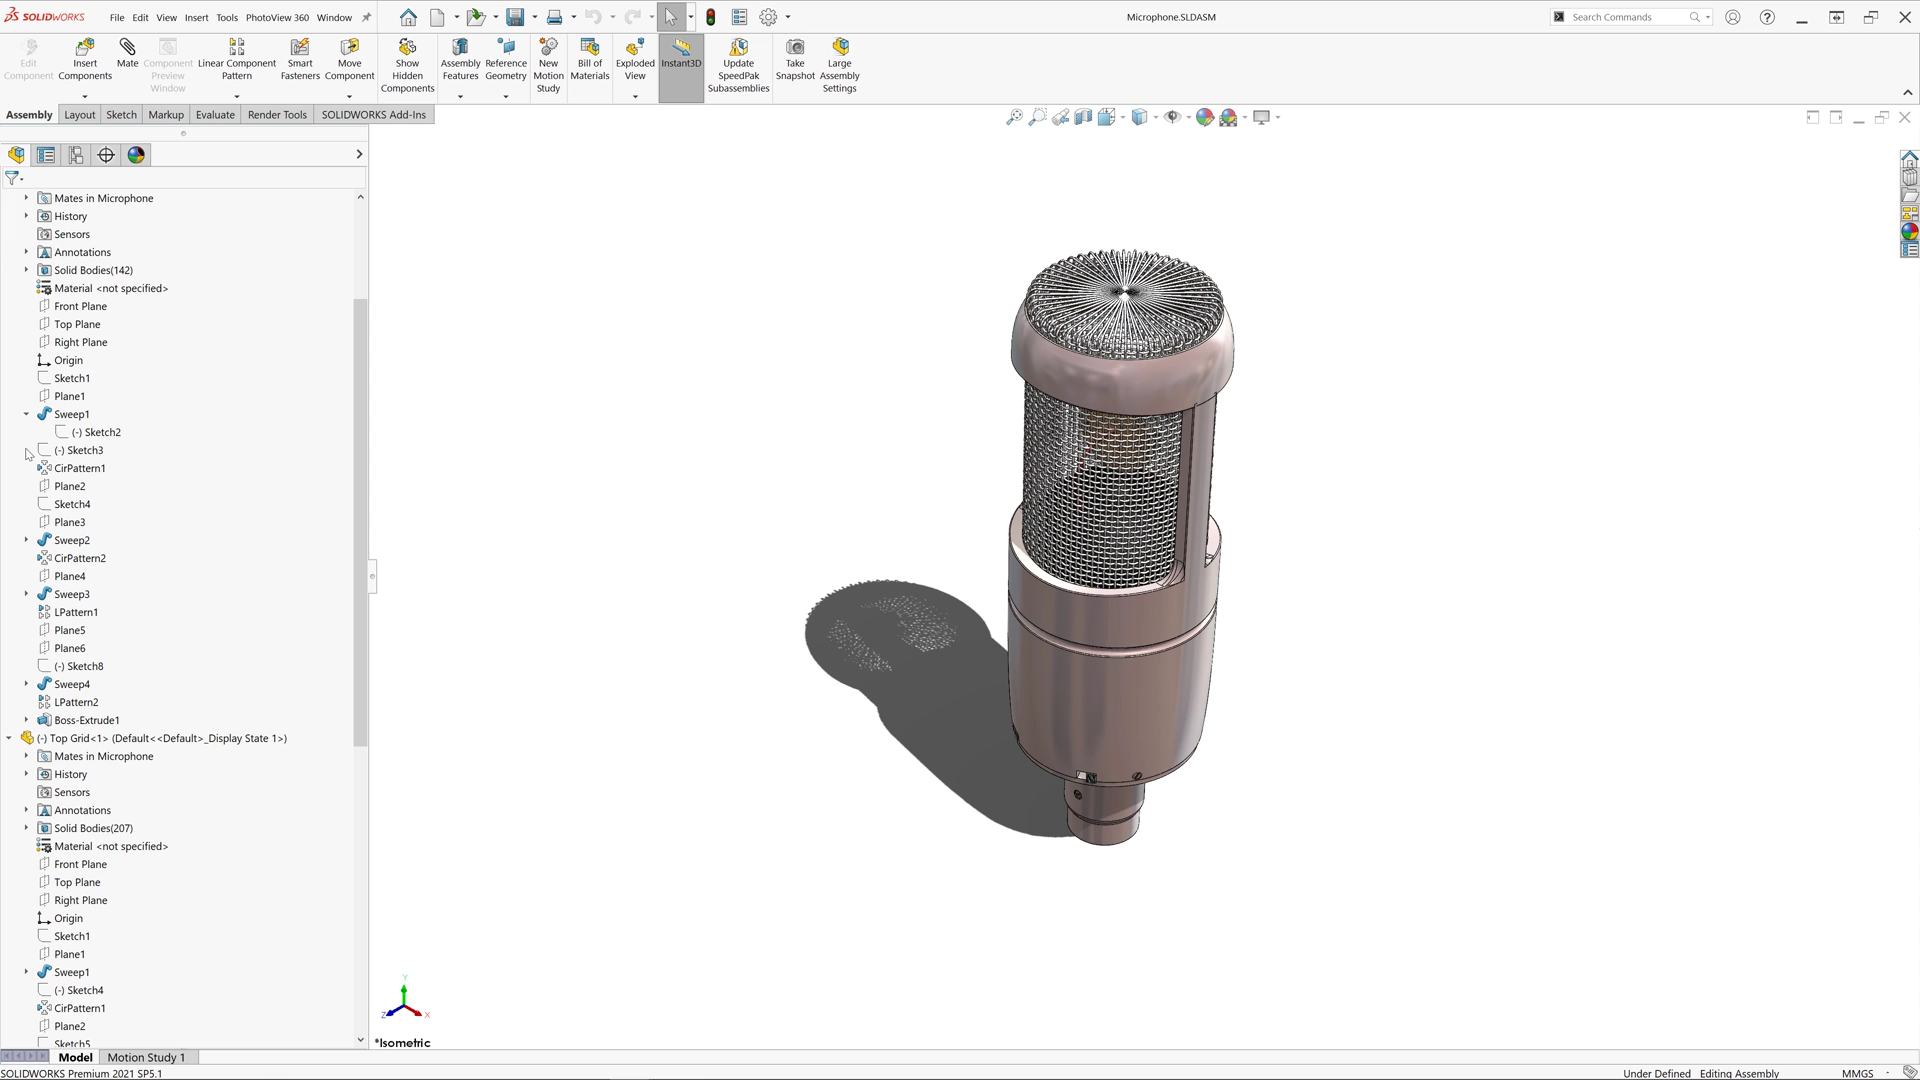 SOLIDWORKS File Edit View Insert Tools PhotoView 360 Window Microphone.SLDASM Search Commands
Edit Component
Insert Components
Mate
Component Preview Window
Linear Component Pattern
Smart Fasteners
Move Component
Show Hidden Components
Assembly Features
Reference Geometry
New Motion Study
Bill of Materials
Exploded View
Instant3D
Update SpeedPak Subassemblies
Take Snapshot
Large Assembly Settings
Assembly Layout Sketch Markup Evaluate Render Tools SOLIDWORKS Add-Ins
Mates in Microphone
History
Sensors
Annotations
Solid Bodies(142)
Material <not specified>
Front Plane
Top Plane
Right Plane
Origin
Sketch1
Plane1
Sweep1
(-) Sketch2
(-) Sketch3
CirPattern1
Plane2
Sketch4
Plane3
Sweep2
CirPattern2
Plane4
Sweep3
LPattern1
Plane5
Plane6
(-) Sketch8
Sweep4
LPattern2
Boss-Extrude1
(-) Top Grid<1> (Default<<Default>_Display State 1>)
Mates in Microphone
History
Sensors
Annotations
Solid Bodies(207)
Material <not specified>
Front Plane
Top Plane
Right Plane
Origin
Sketch1
Plane1
Sweep1
(-) Sketch4
CirPattern1
Plane2
Sketch5
Y
Z
X
*Isometric
Model Motion Study 1
SOLIDWORKS Premium 2021 SP5.1 Under Defined Editing Assembly MMGS